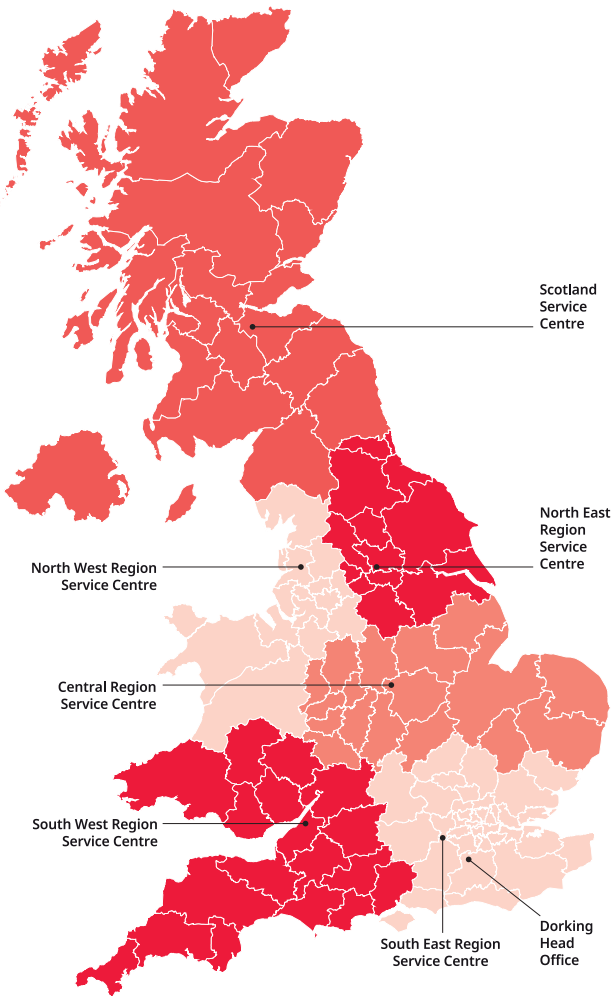 Scotland
Service
Centre
North East
Region
Service
Centre
North West Region
Service Centre
Central Region
Service Centre
South West Region
Service Centre
South East Region
Service Centre
Dorking
Head
Office